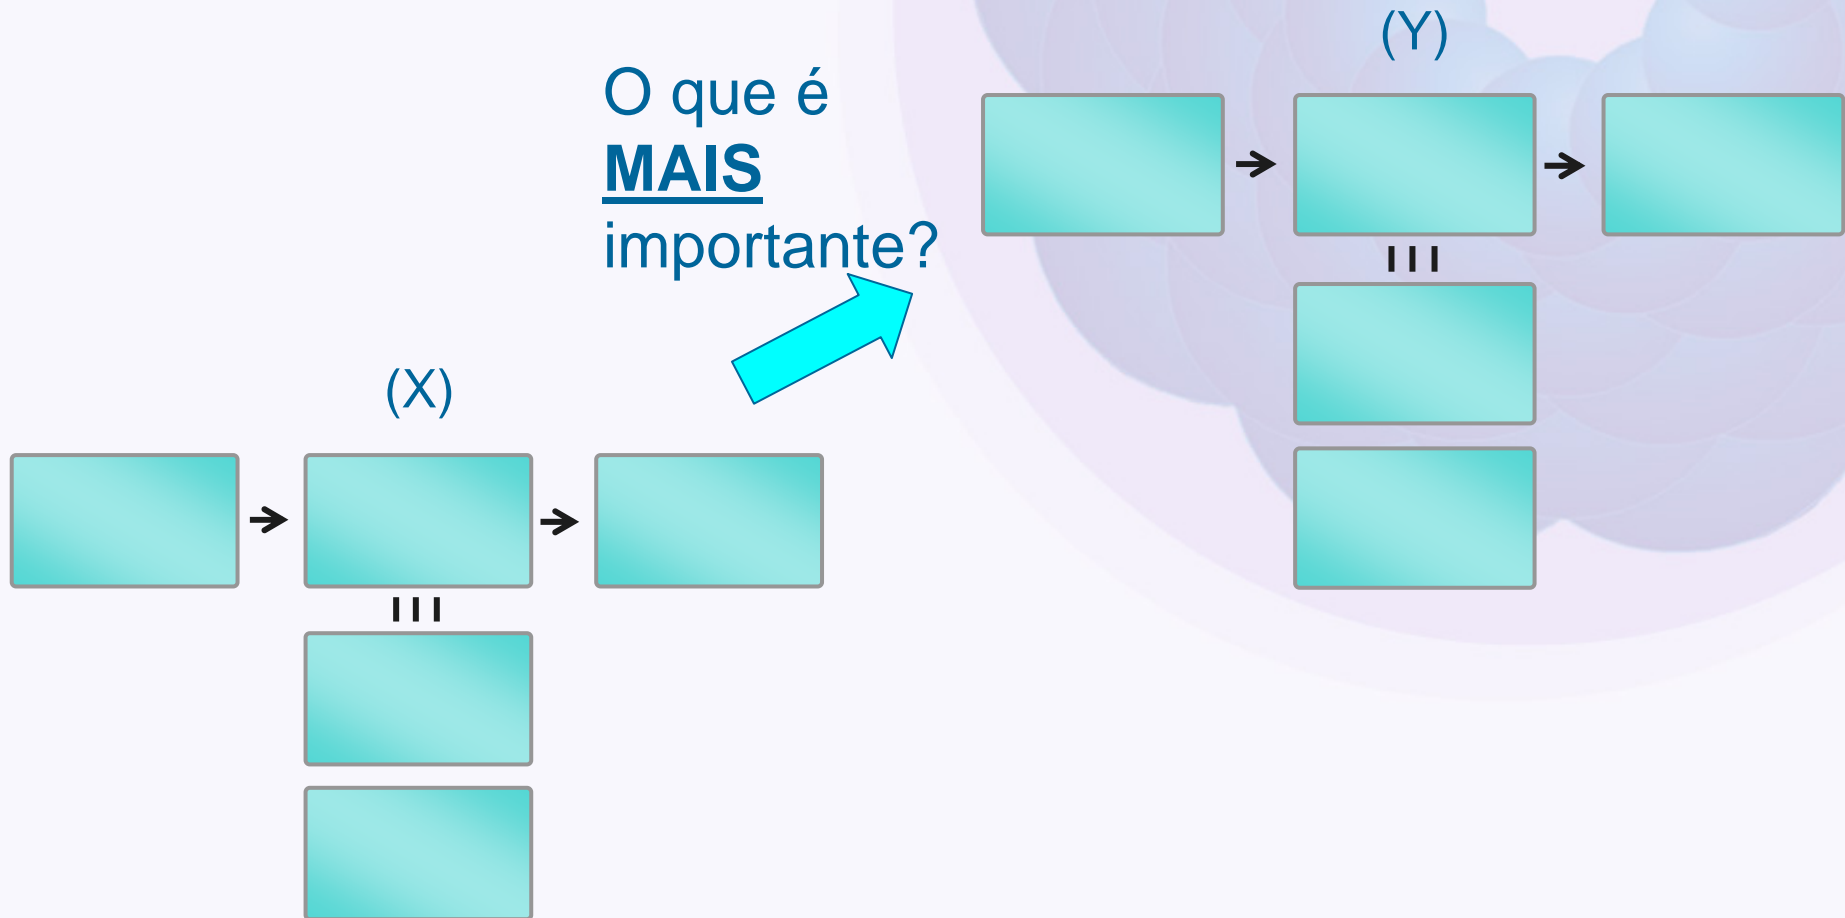 (Y)
O que é
MAIS
importante?
(X)